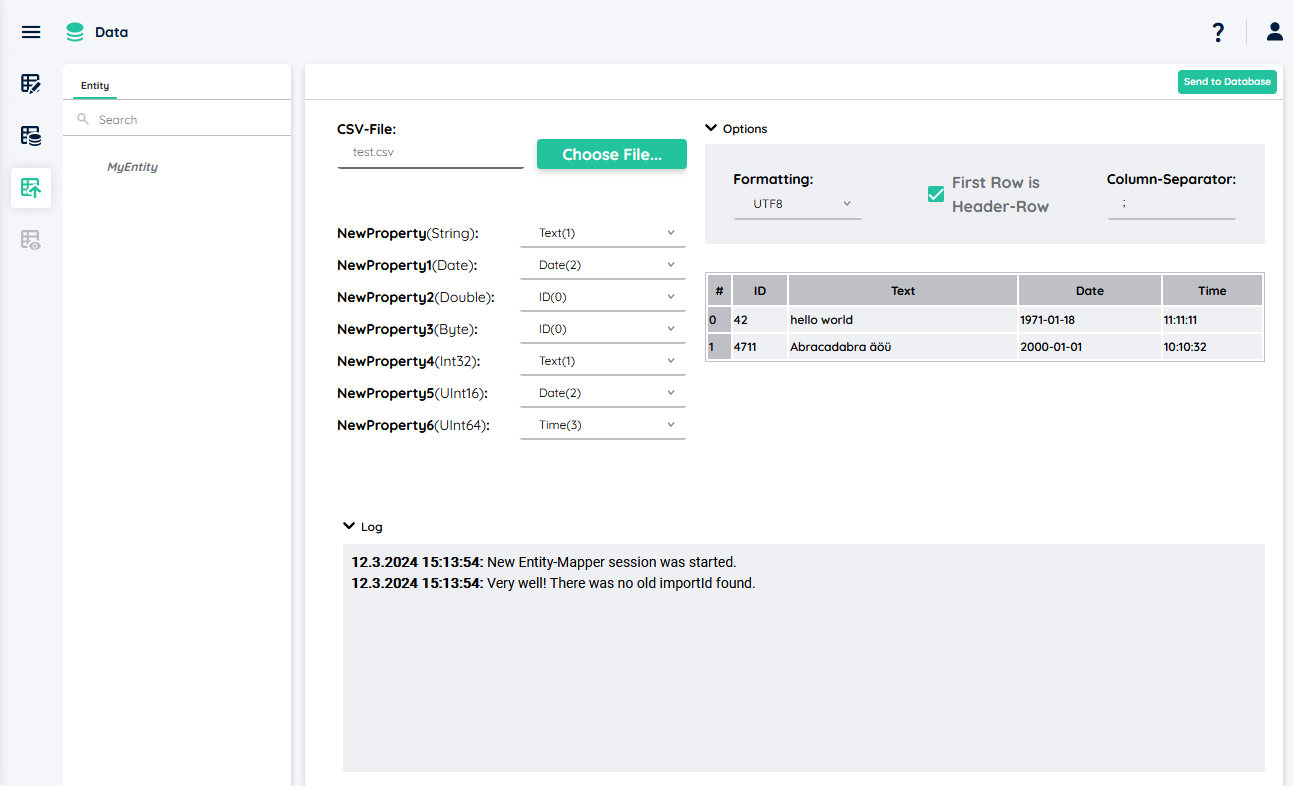 Data
?
Entity
Send to Database
Search
MyEntity
CSV-File:
test.csv
Choose File...
Options
Formatting:
UTF8
First Row is
Header-Row
Column-Separator:
;
NewProperty(String): Text(1)
NewProperty1(Date): Date(2)
NewProperty2(Double): ID(0)
NewProperty3(Byte): ID(0)
NewProperty4(Int32): Text(1)
NewProperty5(UInt16): Date(2)
NewProperty6(UInt64): Time(3)
# ID Text Date Time
0 42 hello world 1971-01-18 11:11:11
1 4711 Abracadabra äöü 2000-01-01 10:10:32
Log
12.3.2024 15:13:54: New Entity-Mapper session was started.
12.3.2024 15:13:54: Very well! There was no old importId found.